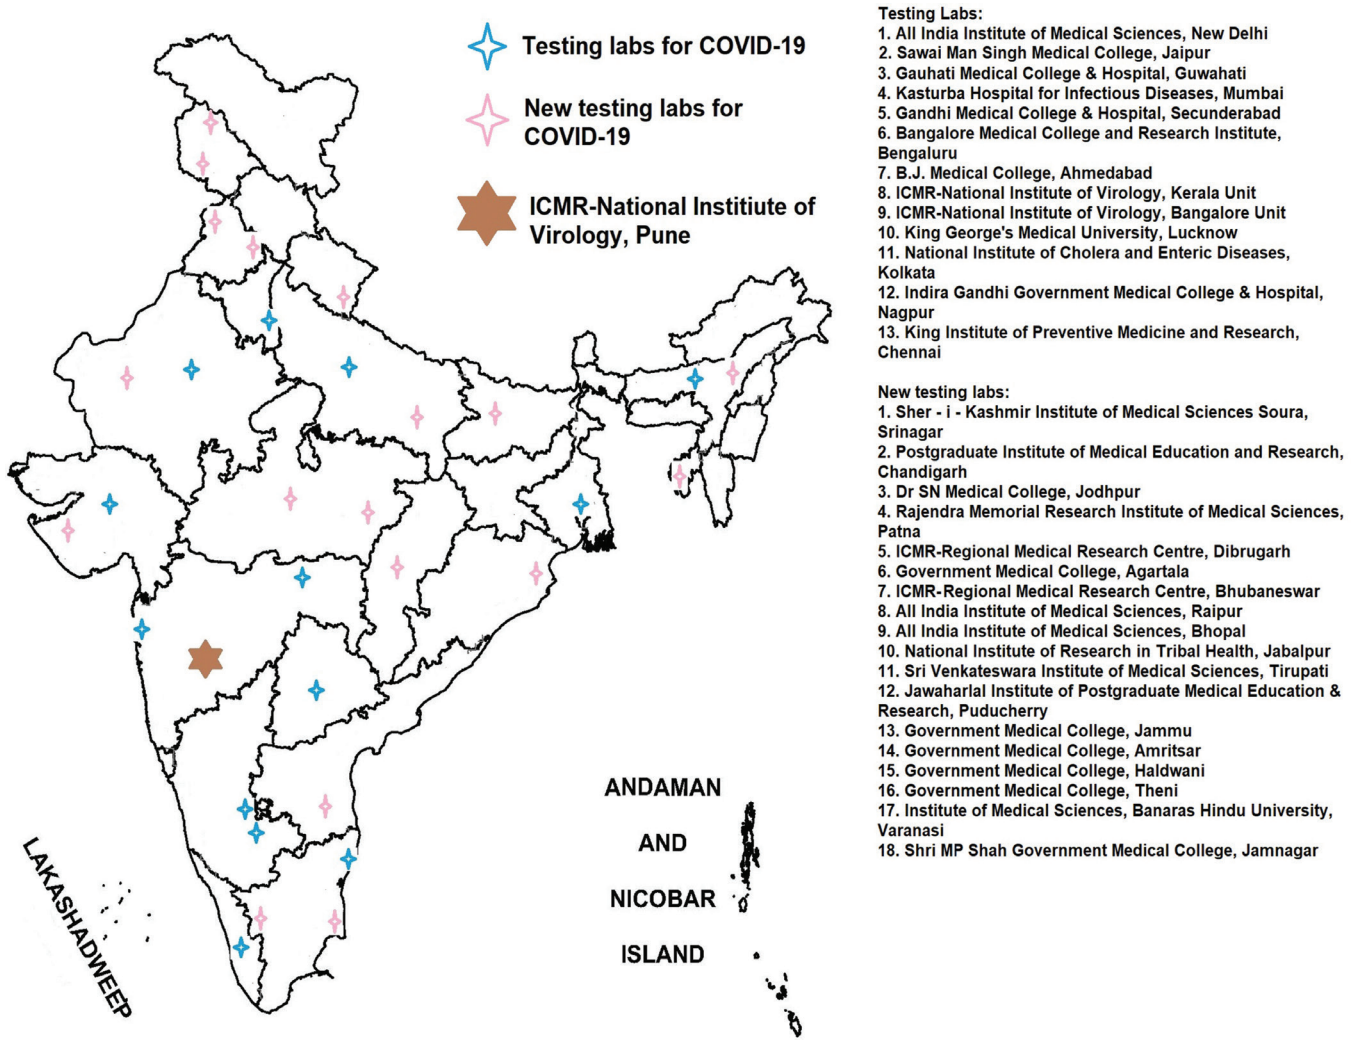 Testing labs for COVID-19
New testing labs for
COVID-19
ICMR-National Institiute of
Virology, Pune
ANDAMAN
AND
NICOBAR
ISLAND
LAKASHADWEEP
Testing Labs:
1. All India Institute of Medical Sciences, New Delhi
2. Sawai Man Singh Medical College, Jaipur
3. Gauhati Medical College & Hospital, Guwahati
4. Kasturba Hospital for Infectious Diseases, Mumbai
5. Gandhi Medical College & Hospital, Secunderabad
6. Bangalore Medical College and Research Institute,
Bengaluru
7. B.J. Medical College, Ahmedabad
8. ICMR-National Institute of Virology, Kerala Unit
9. ICMR-National Institute of Virology, Bangalore Unit
10. King George's Medical University, Lucknow
11. National Institute of Cholera and Enteric Diseases,
Kolkata
12. Indira Gandhi Government Medical College & Hospital,
Nagpur
13. King Institute of Preventive Medicine and Research,
Chennai
New testing labs:
1. Sher - i - Kashmir Institute of Medical Sciences Soura,
Srinagar
2. Postgraduate Institute of Medical Education and Research,
Chandigarh
3. Dr SN Medical College, Jodhpur
4. Rajendra Memorial Research Institute of Medical Sciences,
Patna
5. ICMR-Regional Medical Research Centre, Dibrugarh
6. Government Medical College, Agartala
7. ICMR-Regional Medical Research Centre, Bhubaneswar
8. All India Institute of Medical Sciences, Raipur
9. All India Institute of Medical Sciences, Bhopal
10. National Institute of Research in Tribal Health, Jabalpur
11. Sri Venkateswara Institute of Medical Sciences, Tirupati
12. Jawaharlal Institute of Postgraduate Medical Education &
Research, Puducherry
13. Government Medical College, Jammu
14. Government Medical College, Amritsar
15. Government Medical College, Haldwani
16. Government Medical College, Theni
17. Institute of Medical Sciences, Banaras Hindu University,
Varanasi
18. Shri MP Shah Government Medical College, Jamnagar